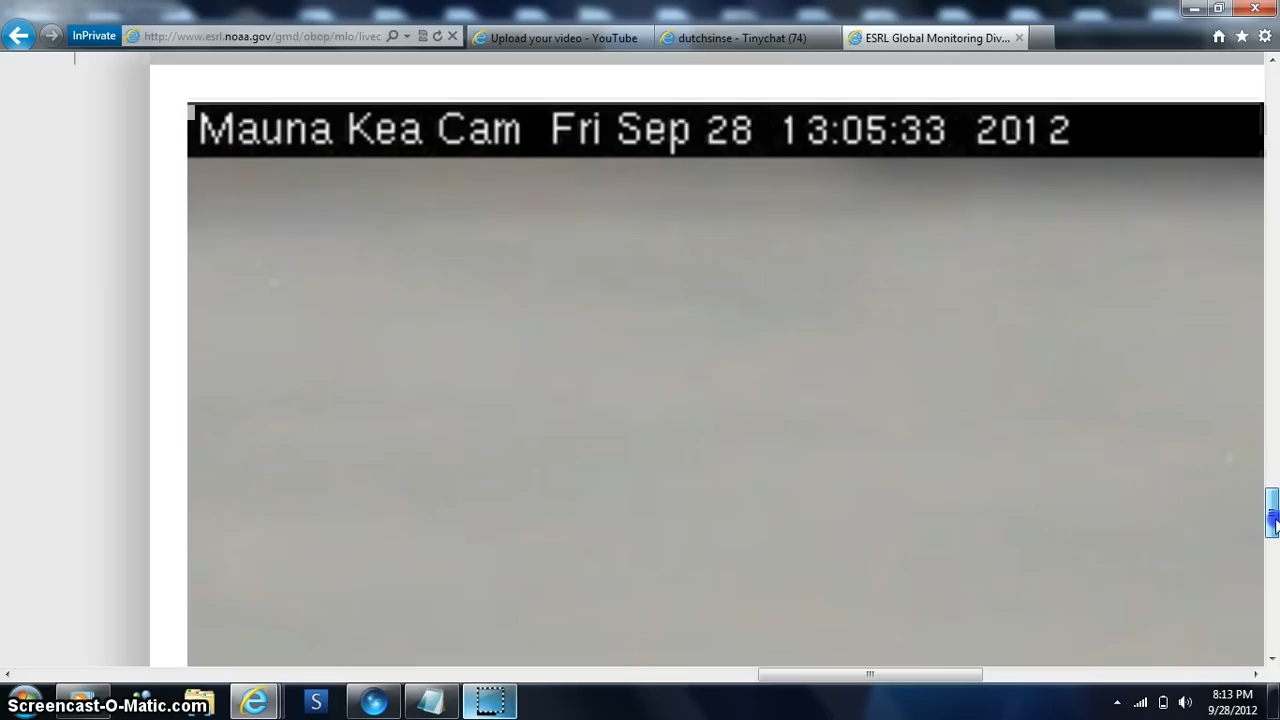 InPrivate
http://www.esrl.noaa.gov/gmd/obop/mlo/livec
Upload your video - YouTube
dutchsinse - Tinychat (74)
ESRL Global Monitoring Div...
Mauna Kea Cam Fri Sep 28 13:05:33 2012
S
Screencast-O-Matic.com
8:13 PM
9/28/2012